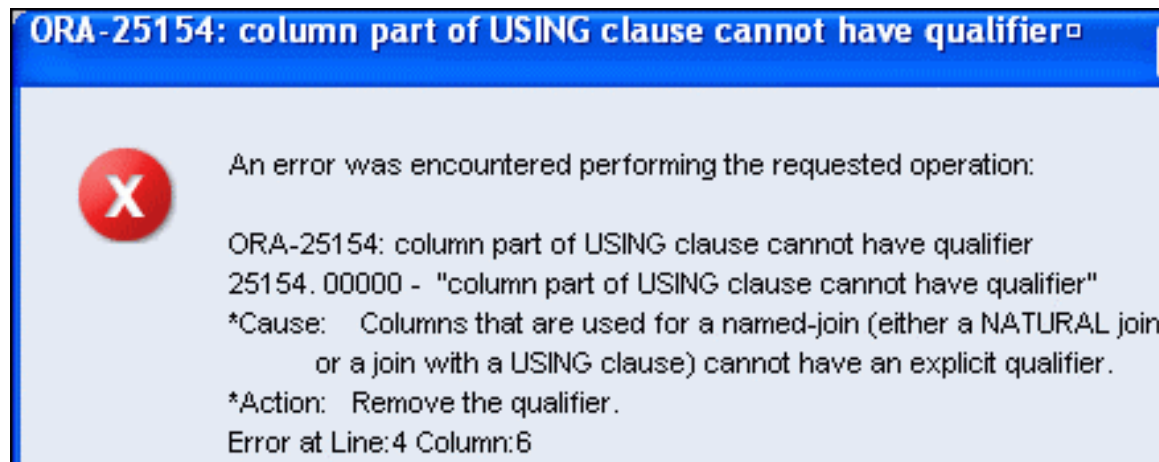 ORA-25154: column part of USING clause cannot have qualifier
An error was encountered performing the requested operation:
ORA-25154: column part of USING clause cannot have qualifier
25154. 00000 - "column part of USING clause cannot have qualifier"
*Cause: Columns that are used for a named-join (either a NATURAL join
or a join with a USING clause) cannot have an explicit qualifier.
*Action: Remove the qualifier.
Error at Line:4 Column:6